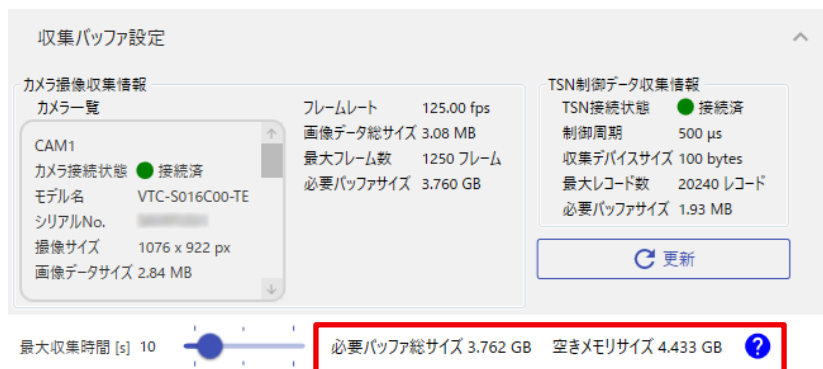 収集バッファ設定
カメラ撮像収集情報
カメラ一覧
CAM1
カメラ接続状態 接続済
モデル名 VTC-S016C00-TE
シリアルNo.
撮像サイズ 1076 x 922 px
画像データサイズ 2.84 MB
フレームレート 125.00 fps
画像データ総サイズ 3.08 MB
最大フレーム数 1250 フレーム
必要バッファサイズ 3.760 GB
TSN制御データ収集情報
TSN接続状態 接続済
制御周期 500 μs
収集デバイスサイズ 100 bytes
最大レコード数 20240 レコード
必要バッファサイズ 1.93 MB
更新
最大収集時間 [s] 10
必要バッファ総サイズ 3.762 GB 空きメモリサイズ 4.433 GB ?